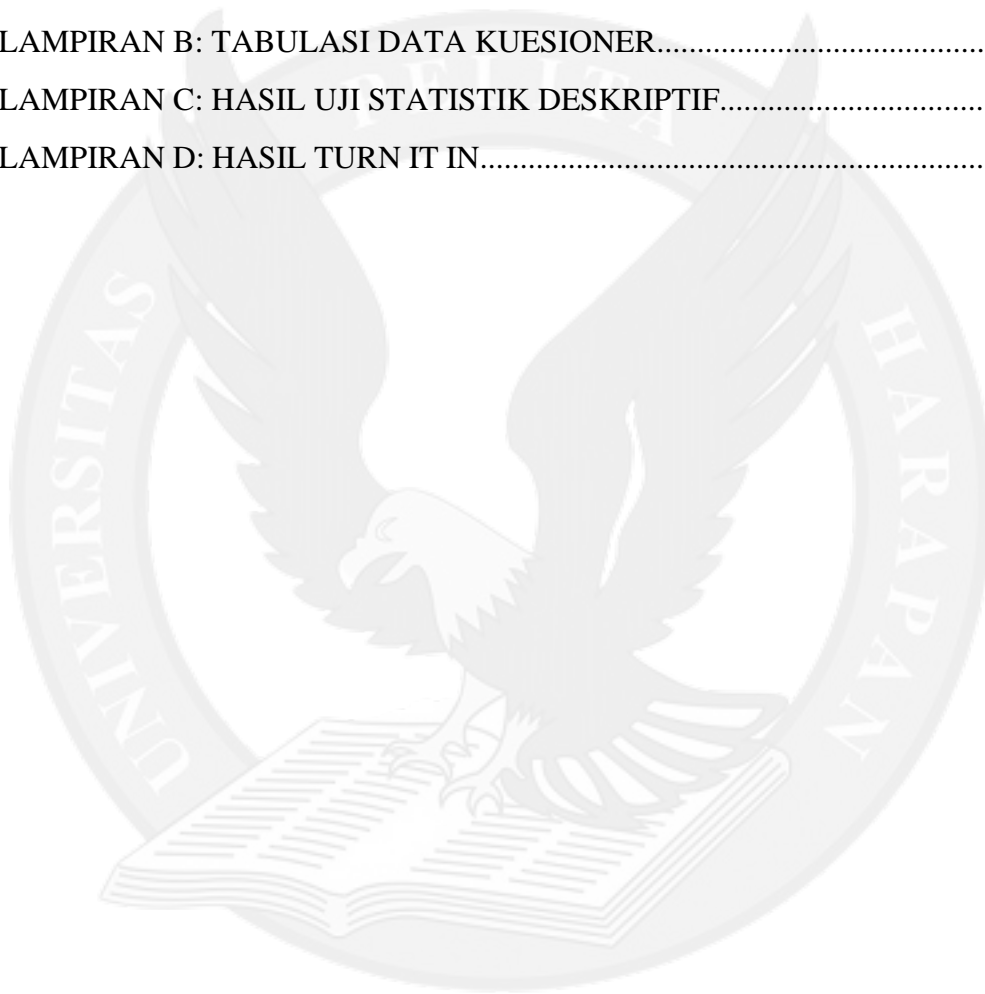 LAMPIRAN B: TABULASI DATA KUESIONER....................................
LAMPIRAN C: HASIL UJI STATISTIK DESKRIPTIF.............................
LAMPIRAN D: HASIL TURN IT IN...............................................................
UNIVERSITAS PELITA HARAPAN